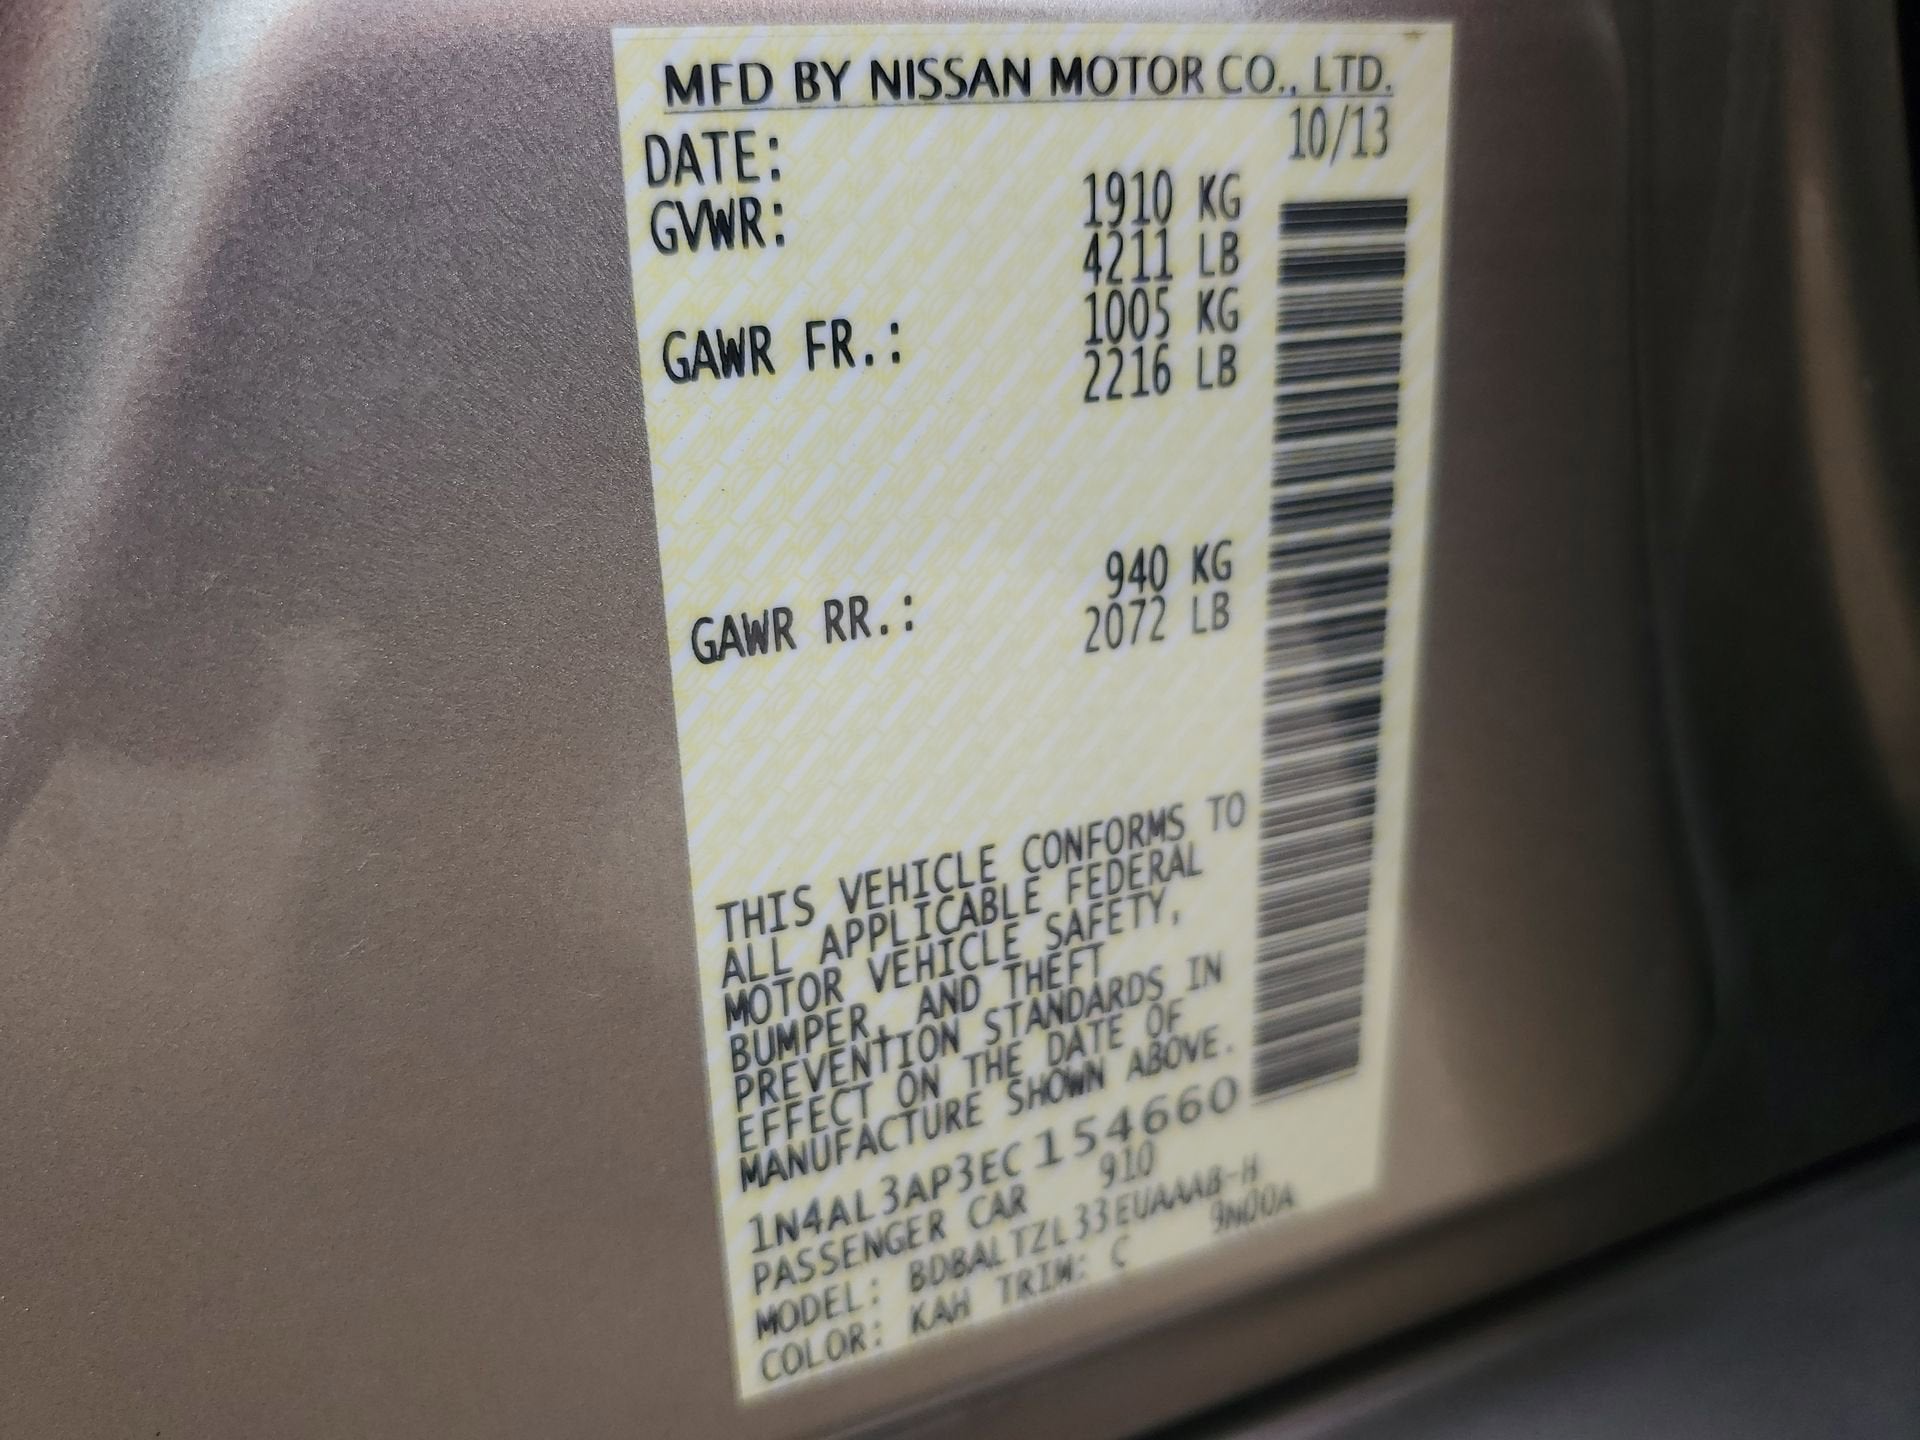 MFD BY NISSAN MOTOR CO., LTD.
DATE: 10/13
GVWR: 1910 KG
4211 LB
GAWR FR.: 1005 KG
2216 LB
GAWR RR.: 940 KG
2072 LB
THIS VEHICLE CONFORMS TO
ALL APPLICABLE FEDERAL
MOTOR VEHICLE SAFETY,
BUMPER, AND THEFT
PREVENTION STANDARDS IN
EFFECT ON THE DATE OF
MANUFACTURE SHOWN ABOVE.
1N4AL3AP3EC154660
PASSENGER CAR 910
MODEL: BDBALTZL33EUAAAB-H
COLOR: KAH TRIM: C 9N00A